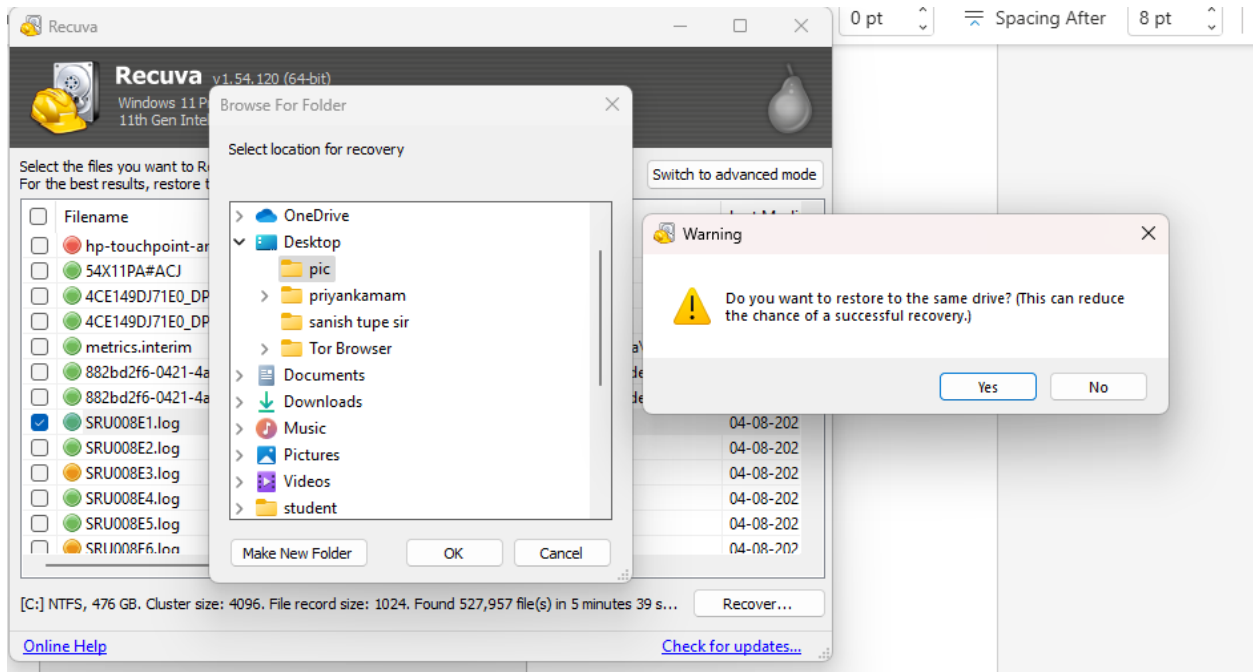 0 pt
Spacing After
8 pt
Recuva
Recuva v1.54.120 (64-bit)
Windows 11
11th Gen
Browse For Folder
Select location for recovery
Select the files you want to
For the best results, restore
Switch to advanced mode
Filename
OneDrive
Desktop
pic
priyankamam
sanish tupe sir
Tor Browser
Documents
Downloads
Music
Pictures
Videos
student
Make New Folder
OK
Cancel
54X11PA#ACJ
4CE149DJ71E0_DP
4CE149DJ71E0_DP
metrics.interim
882bd2f6-0421-4a
882bd2f6-0421-4a
SRU008E1.log
SRU008E2.log
SRU008E3.log
SRU008E4.log
SRU008E5.log
SRU008E6.log
04-08-202
04-08-202
04-08-202
04-08-202
04-08-202
04-08-202
Warning
Do you want to restore to the same drive? (This can reduce
the chance of a successful recovery.)
Yes
No
[C:] NTFS, 476 GB. Cluster size: 4096. File record size: 1024. Found 527,957 file(s) in 5 minutes 39 s...
Recover...
Online Help
Check for updates...